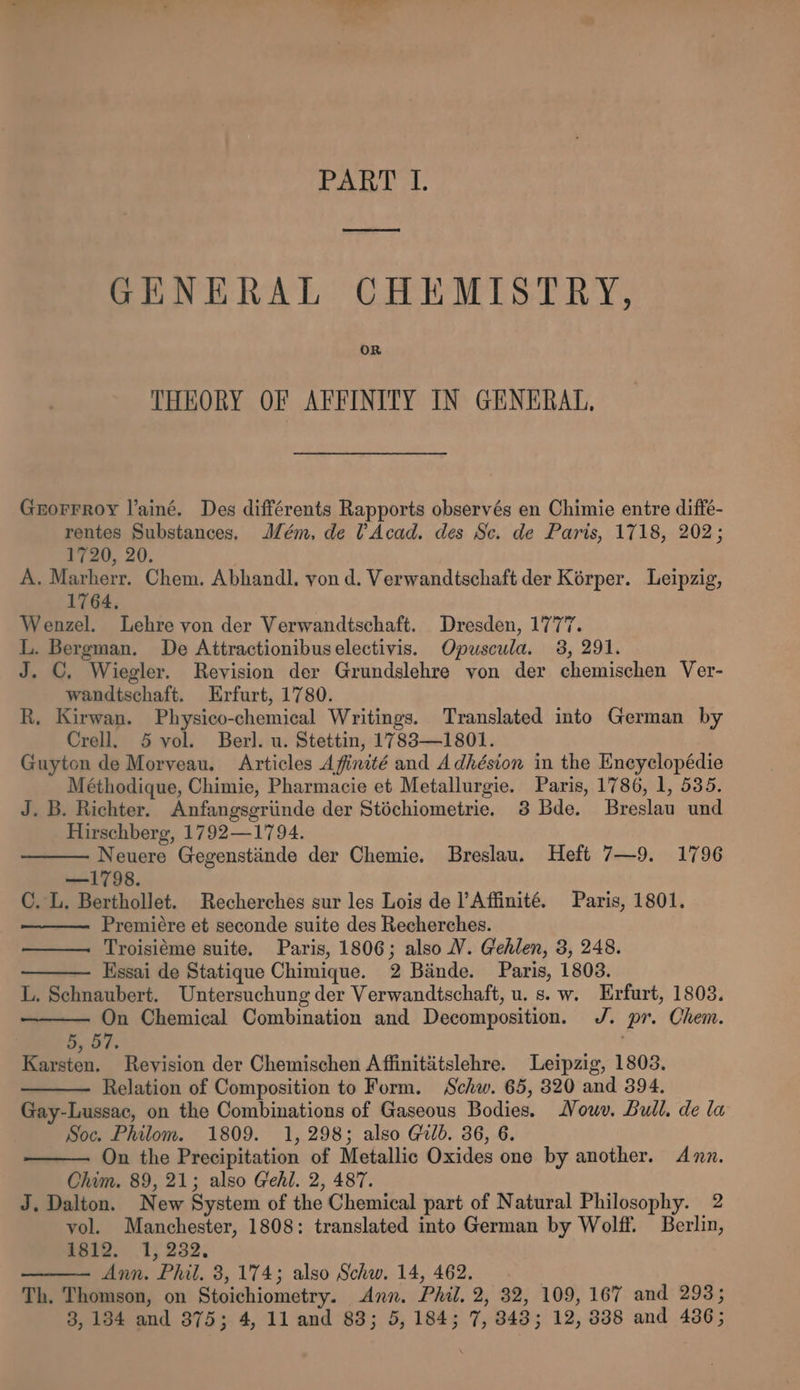 PART I.
GENERAL CHEMISTRY,
OR
THEORY OF AFFINITY IN GENERAL.
GEOFFROY l'ainé. Des différents Rapports observés en Chimie entre diffé-
rentes Substances. Mém. de l'Acad. des Sc. de Paris, 1718, 202;
1720, 20.
A. Marherr. Chem. Abhandl. von d. Verwandtschaft der Körper. Leipzig,
1764.
Wenzel. Lehre von der Verwandtschaft. Dresden, 1777.
L. Bergman. De Attractionibus electivis. Opuscula. 3, 291.
J. C. Wiegler. Revision der Grundslehre von der chemischen Ver-
wandtschaft. Erfurt, 1780.
R. Kirwan. Physico-chemical Writings. Translated into German by
Crell. 5 vol. Berl. u. Stettin, 1783—1801.
Guyton de Morveau. Articles Affinité and Adhésion in the Encyclopédie
Méthodique, Chimie, Pharmacie et Metallurgie. Paris, 1786, 1, 535.
J. B. Richter. Anfangsgründe der Stöchiometrie. 3 Bde. Breslau und
Hirschberg, 1792—1794.
——— Neuere Gegenstände der Chemie. Breslau. Heft 7—9. 1796
—1798.
C. L. Berthollet. Recherches sur les Lois de l'Affinité. Paris, 1801.
——— Première et seconde suite des Recherches.
——— Troisième suite. Paris, 1806; also N. Gehlen, 3, 248.
——— Essai de Statique Chimique. 2 Bände. Paris, 1803.
L. Schnaubert. Untersuchung der Verwandtschaft, u. s. w. Erfurt, 1803.
——— On Chemical Combination and Decomposition. J. pr. Chem.
5, 57.
Karsten. Revision der Chemischen Affinitätslehre. Leipzig, 1803.
——— Relation of Composition to Form. Schw. 65, 320 and 394.
Gay-Lussac, on the Combinations of Gaseous Bodies. Nouv. Bull. de la
Soc. Philom. 1809. 1, 298; also Gilb. 36, 6.
——— On the Precipitation of Metallic Oxides one by another. Ann.
Chim. 89, 21; also Gehl. 2, 487.
J. Dalton. New System of the Chemical part of Natural Philosophy. 2
vol. Manchester, 1808: translated into German by Wolff. Berlin,
1812. 1, 232.
——— Ann. Phil. 3, 174; also Schw. 14, 462.
Th. Thomson, on Stoichiometry. Ann. Phil. 2, 32, 109, 167 and 293;
3, 134 and 375; 4, 11 and 83; 5, 184; 7, 343; 12, 338 and 436;